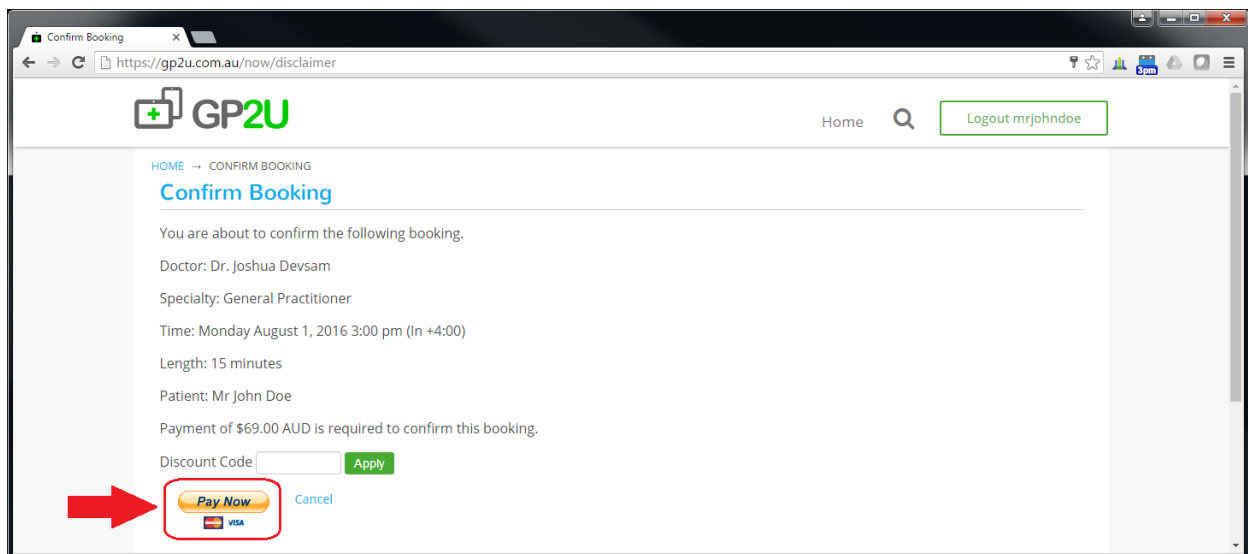 Confirm Booking
https://gp2u.com.au/now/disclaimer
3pm
GP2U
Home
Logout mrjohndoe
HOME → CONFIRM BOOKING
Confirm Booking
You are about to confirm the following booking.
Doctor: Dr. Joshua Devsam
Specialty: General Practitioner
Time: Monday August 1, 2016 3:00 pm (In +4:00)
Length: 15 minutes
Patient: Mr John Doe
Payment of $69.00 AUD is required to confirm this booking.
Discount Code Apply
Pay Now Cancel
VISA